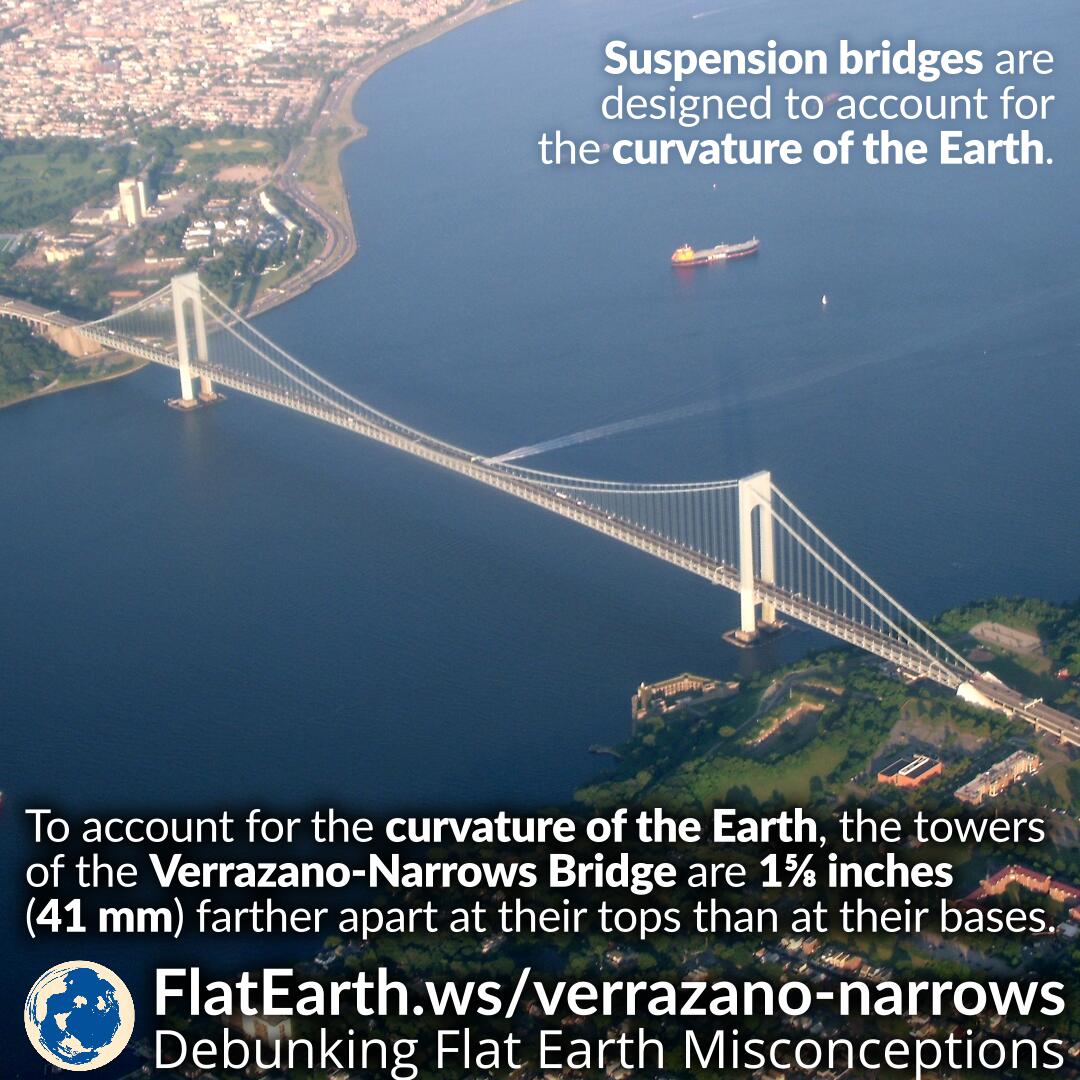 Suspension bridges are
designed to account for
the curvature of the Earth.
To account for the curvature of the Earth, the towers
of the Verrazano-Narrows Bridge are 1⅝ inches
(41 mm) farther apart at their tops than at their bases.
FlatEarth.ws/verrazano-narrows
Debunking Flat Earth Misconceptions